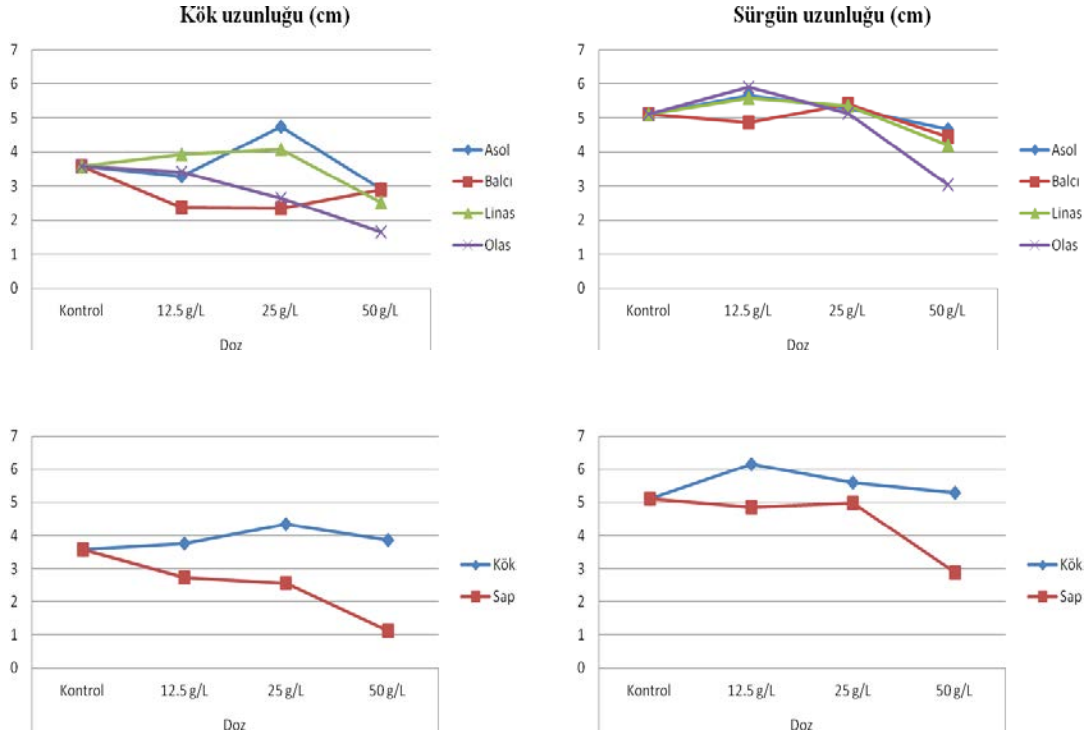 Kök uzunluğu (cm)
7
6
5
4
3
2
1
0
Kontrol 12.5 g/L 25 g/L 50 g/L
Doz
Asol
Balcı
Linas
Olas
Sürgün uzunluğu (cm)
7
6
5
4
3
2
1
0
Kontrol 12.5 g/L 25 g/L 50 g/L
Doz
Asol
Balcı
Linas
Olas
7
6
5
4
3
2
1
0
Kontrol 12.5 g/L 25 g/L 50 g/L
Doz
Kök
Sap
7
6
5
4
3
2
1
0
Kontrol 12.5 g/L 25 g/L 50 g/L
Doz
Kök
Sap